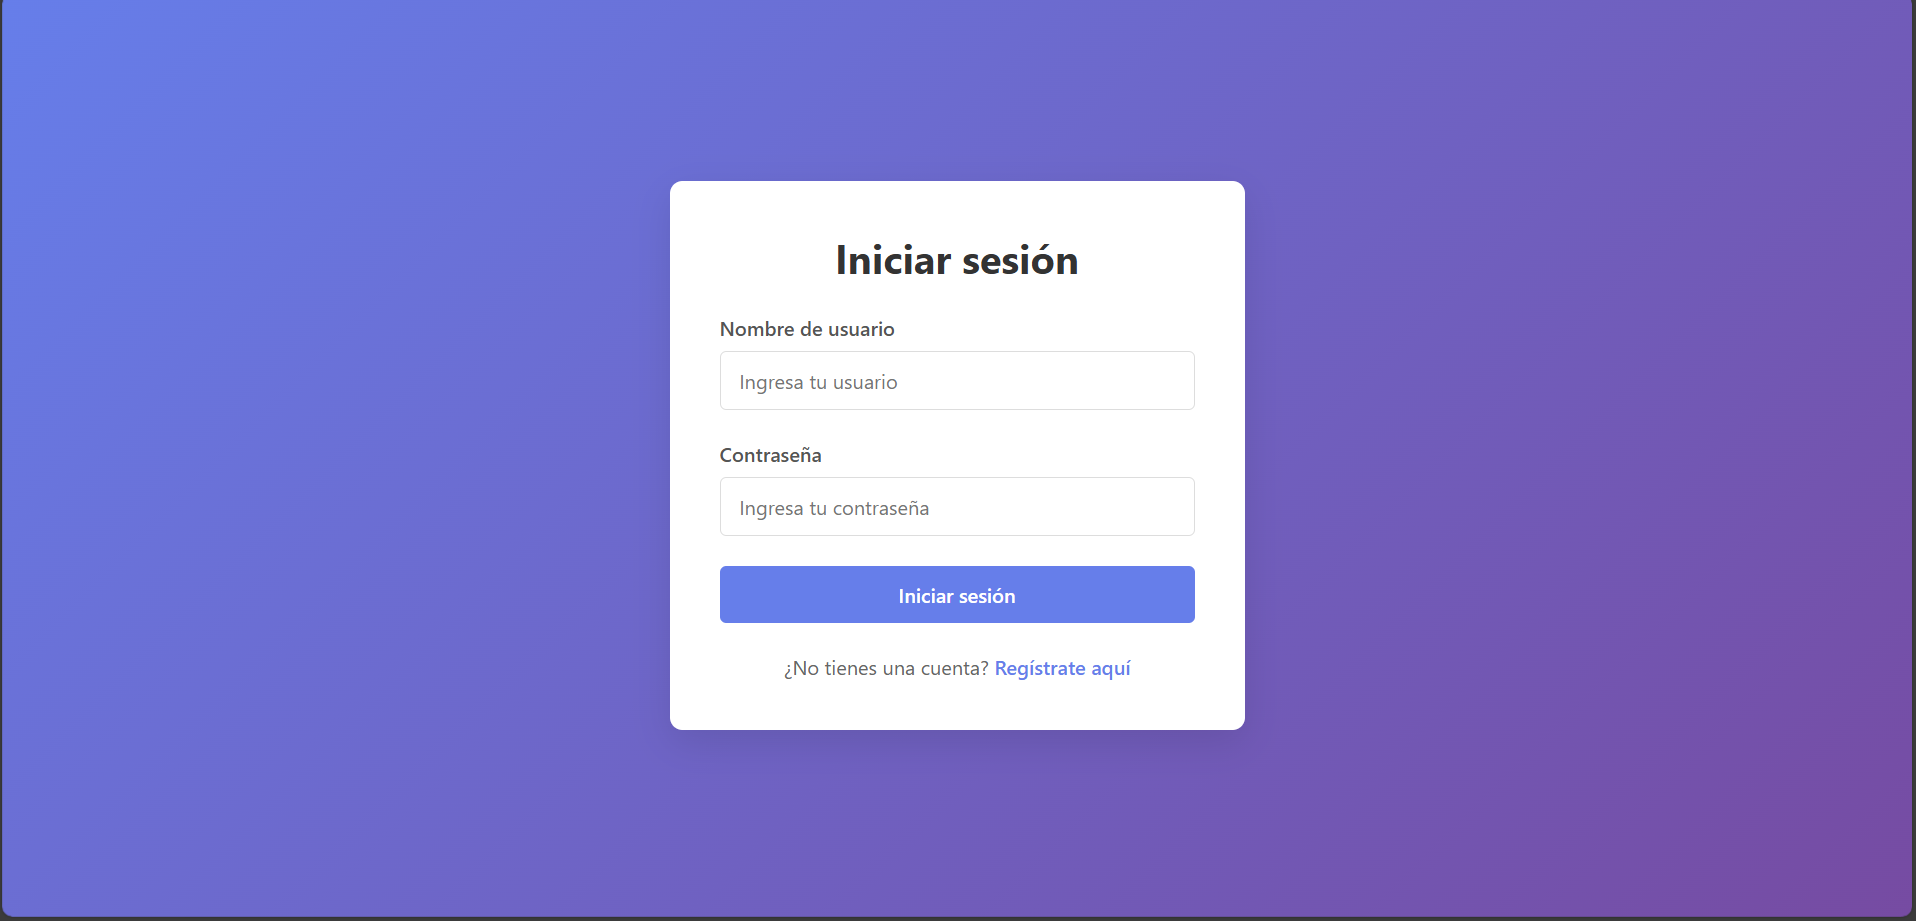 Iniciar sesión
Nombre de usuario
Ingresa tu usuario
Contraseña
Ingresa tu contraseña
Iniciar sesión
¿No tienes una cuenta? Regístrate aquí